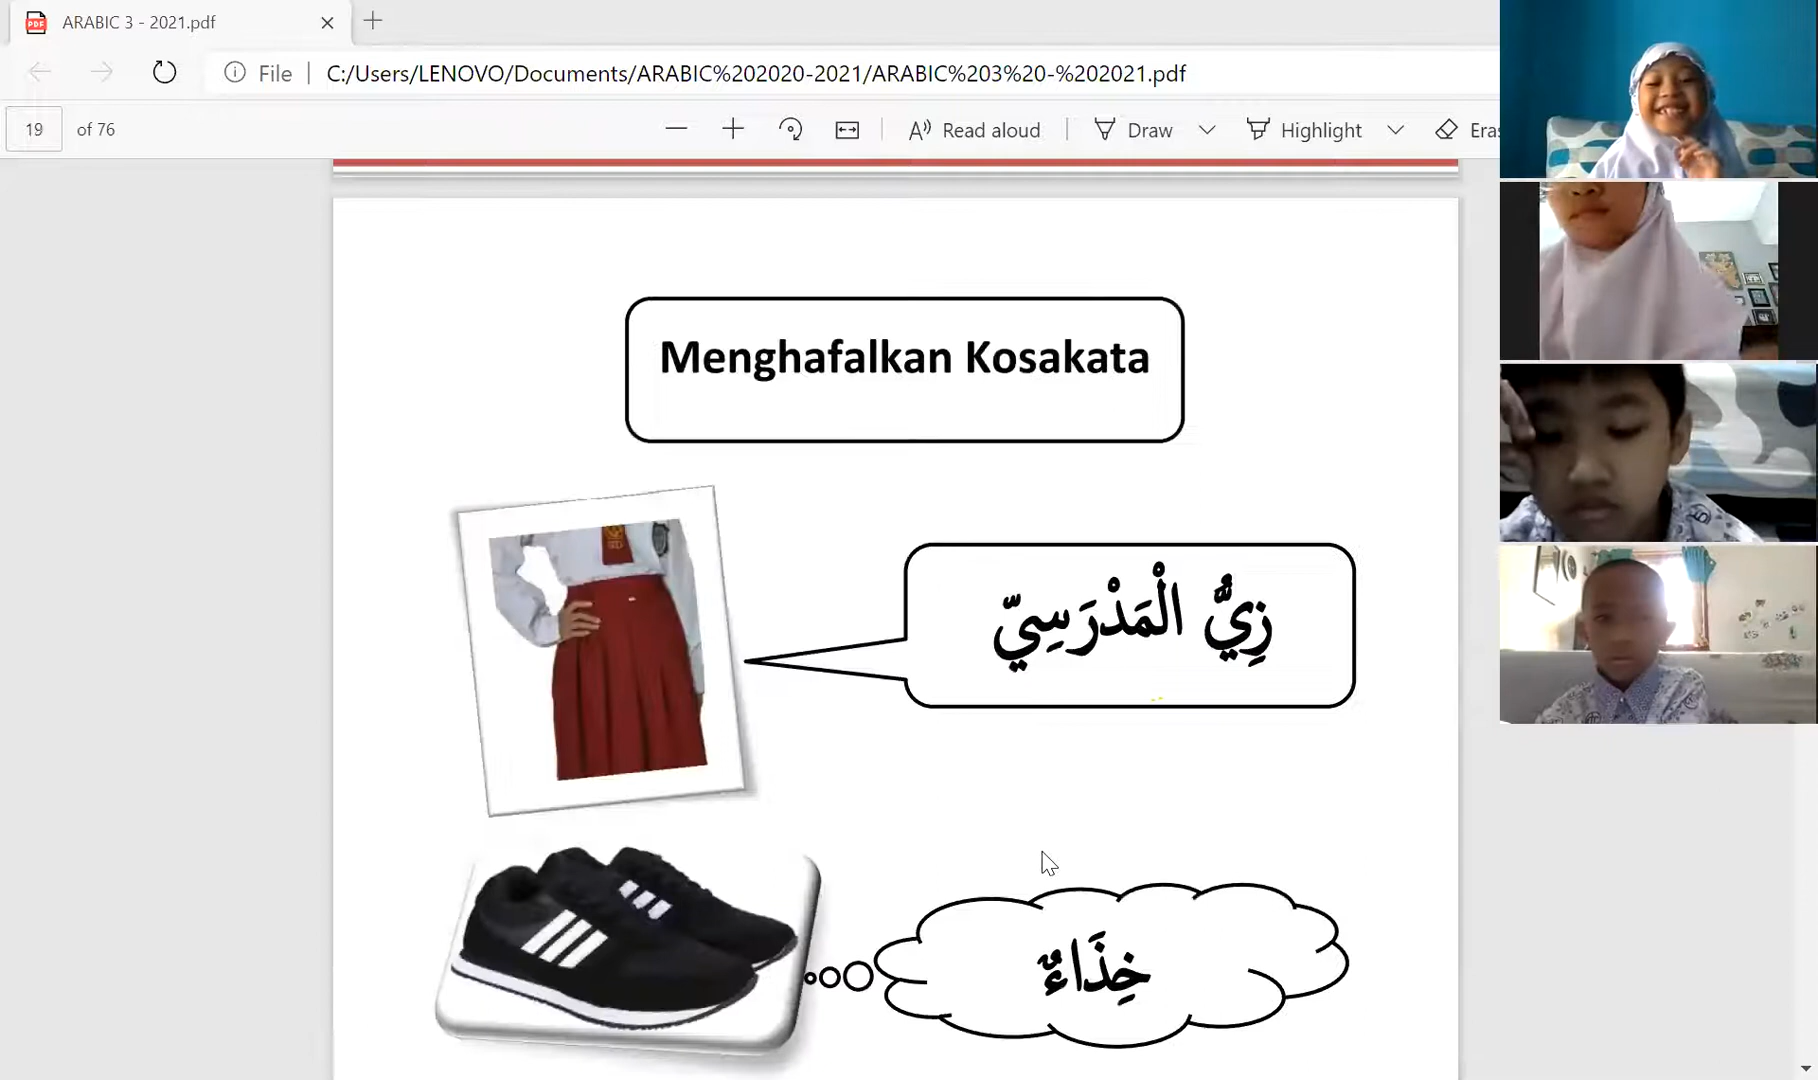 ARABIC 3 - 2021.pdf
File
C:/Users/LENOVO/Documents/ARABIC%202020-2021/ARABIC%203%20-%202021.pdf
19 of 76
Read aloud
Draw
Highlight
Eras
Menghafalkan Kosakata
زِيُّ الْمَدْرَسِيّ
خِذَاءٌ